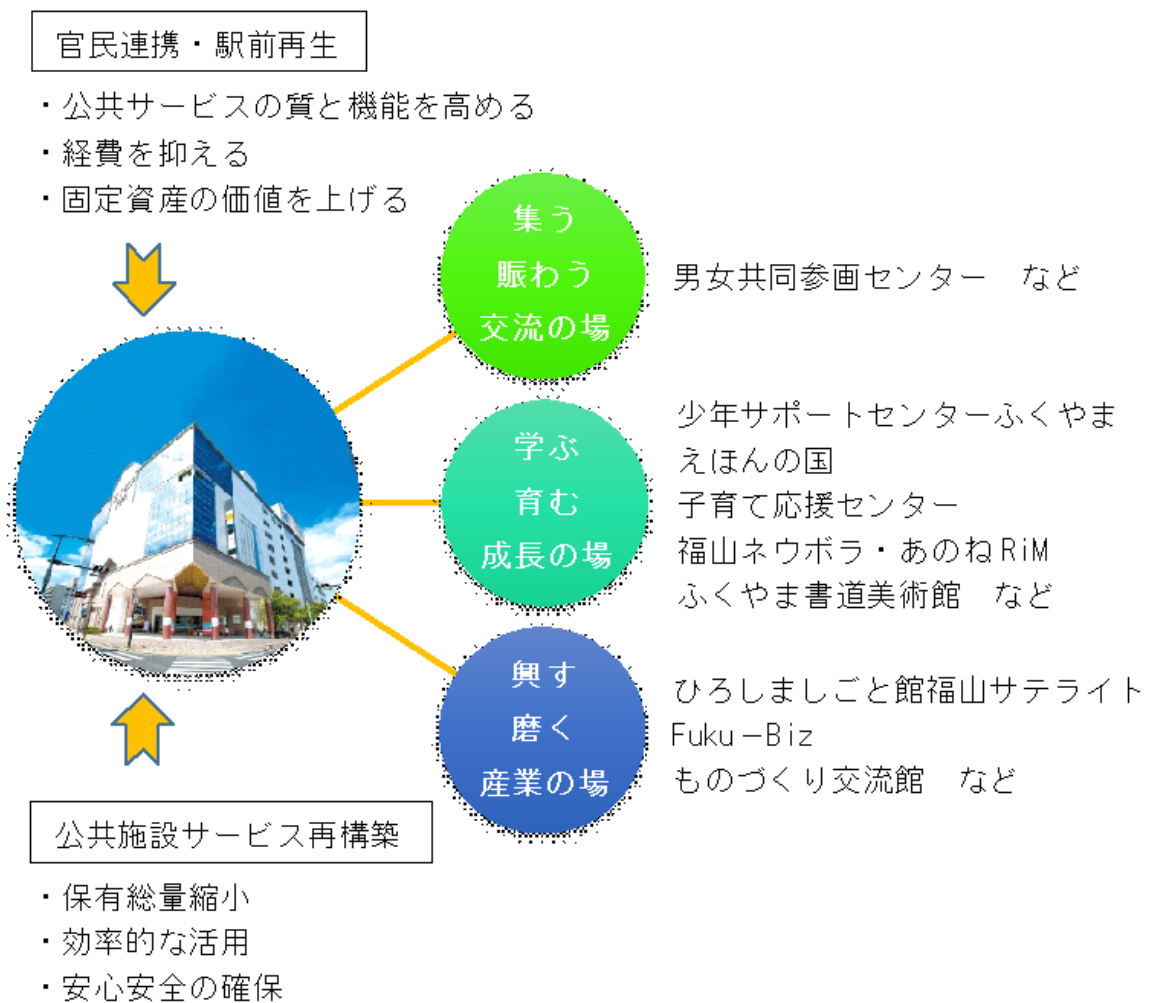 官民連携・駅前再生
・公共サービスの質と機能を高める
・経費を抑える
・固定資産の価値を上げる
集う
賑わう
交流の場
男女共同参画センター　など
学ぶ
育む
成長の場
少年サポートセンターふくやま
えほんの国
子育て応援センター
福山ネウボラ・あのねRiM
ふくやま書道美術館　など
興す
磨く
産業の場
ひろしましごと館福山サテライト
Fuku－Biz
ものづくり交流館　など
公共施設サービス再構築
・保有総量縮小
・効率的な活用
・安心安全の確保